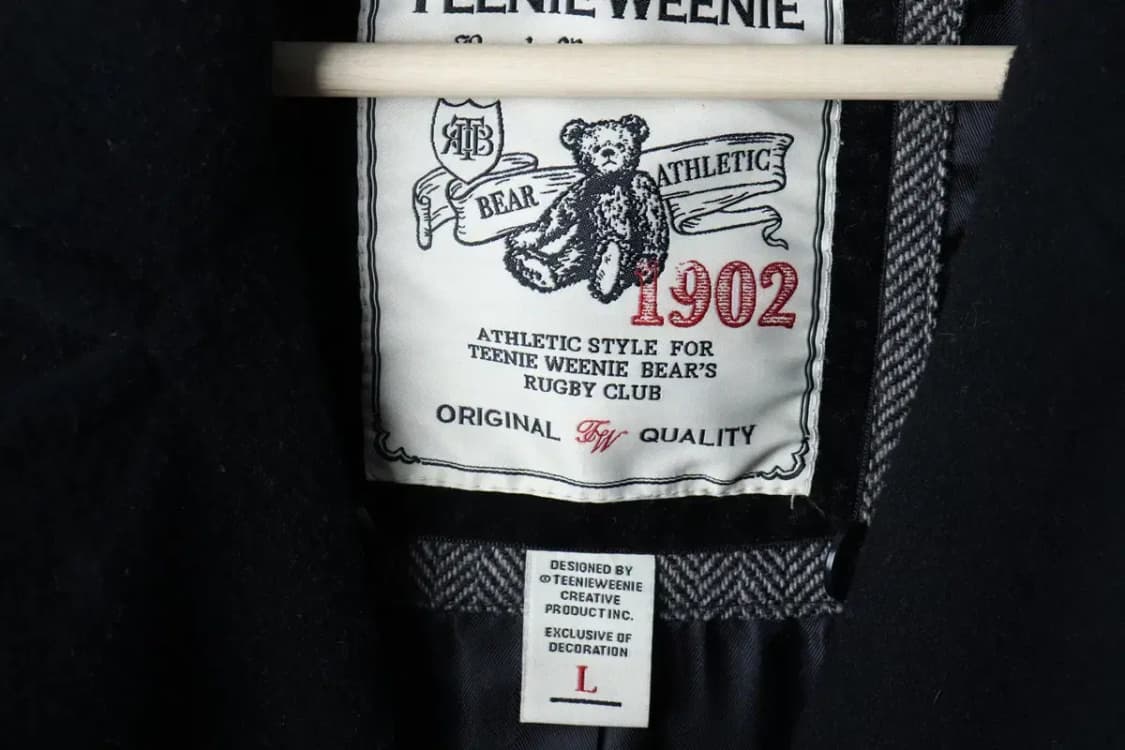 TEENIE WEENIE
RTTB
BEAR
ATHLETIC
1902
ATHLETIC STYLE FOR
TEENIE WEENIE BEAR'S
RUGBY CLUB
ORIGINAL TW QUALITY
DESIGNED BY
©TEENIEWEENIE
CREATIVE
PRODUCT INC.
EXCLUSIVE OF
DECORATION
L